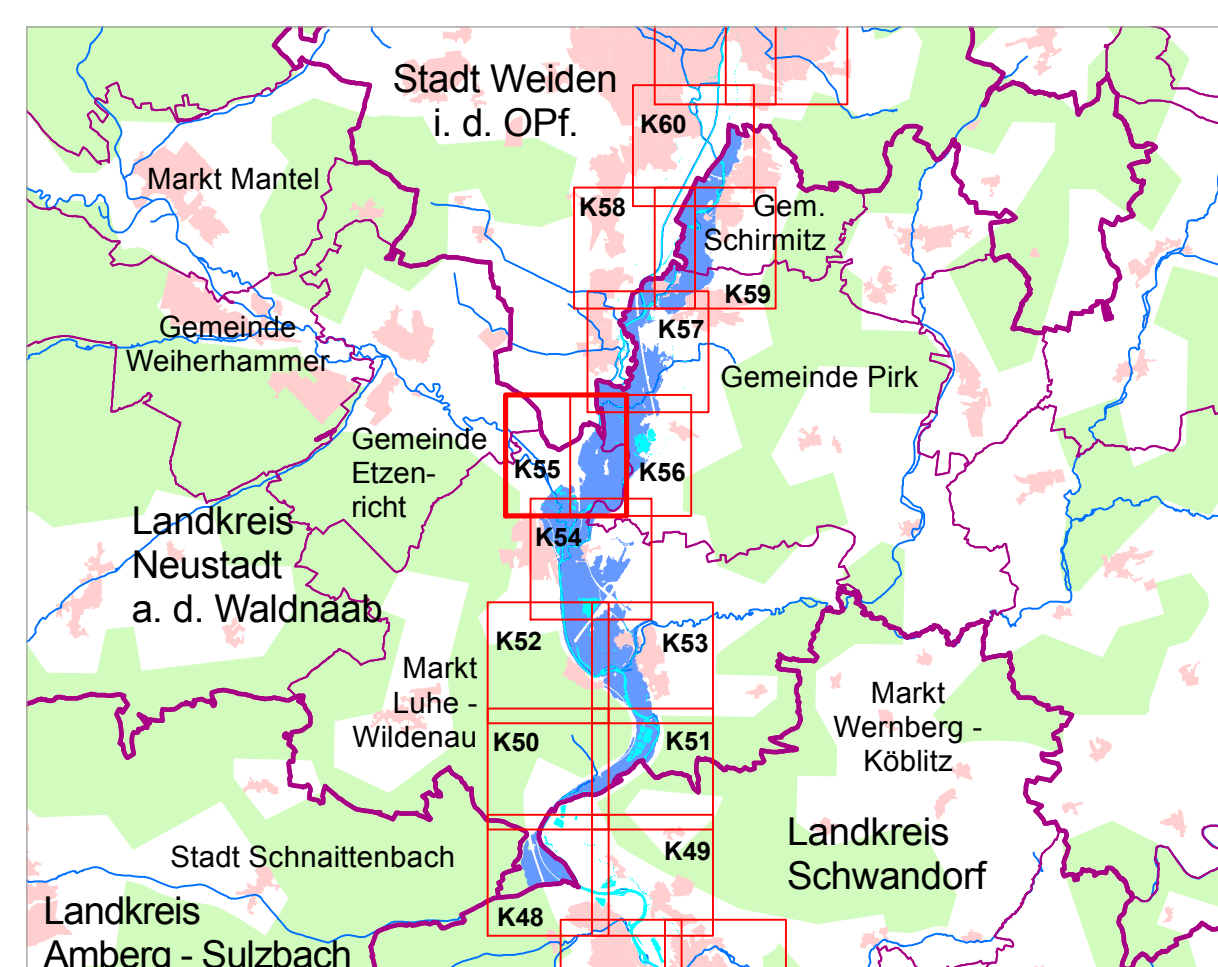 Stadt Weiden
i. d. OPf.
K60
Markt Mantel
K58
Gem.
Schirmitz
K59
K57
Gemeinde
Weiherhammer
Gemeinde Pirk
Gemeinde
Etzen-
richt
K55
K56
Landkreis
Neustadt
a. d. Waldnaab
K54
K52
K53
Markt
Luhe -
Wildenau
Markt
Wernberg -
Köblitz
K50
K51
Stadt Schnaittenbach
K49
Landkreis
Schwandorf
K48
Landkreis
Amberg - Sulzbach